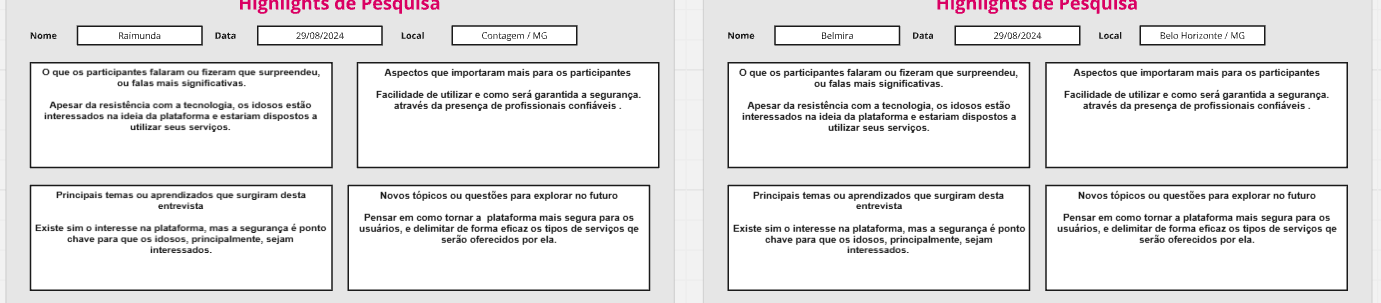 Highlights de Pesquisa
Nome Raimunda Data 29/08/2024 Local Contagem / MG
O que os participantes falaram ou fizeram que surpreendeu,
ou falas mais significativas.
Apesar da resistência com a tecnologia, os idosos estão
interessados na ideia da plataforma e estariam dispostos a
utilizar seus serviços.
Aspectos que importaram mais para os participantes
Facilidade de utilizar e como será garantida a segurança.
através da presença de profissionais confiáveis .
Principais temas ou aprendizados que surgiram desta
entrevista
Existe sim o interesse na plataforma, mas a segurança é ponto
chave para que os idosos, principalmente, sejam
interessados.
Novos tópicos ou questões para explorar no futuro
Pensar em como tornar a plataforma mais segura para os
usuários, e delimitar de forma eficaz os tipos de serviços qe
serão oferecidos por ela.
Highlights de Pesquisa
Nome Belmira Data 29/08/2024 Local Belo Horizonte / MG
O que os participantes falaram ou fizeram que surpreendeu,
ou falas mais significativas.
Apesar da resistência com a tecnologia, os idosos estão
interessados na ideia da plataforma e estariam dispostos a
utilizar seus serviços.
Aspectos que importaram mais para os participantes
Facilidade de utilizar e como será garantida a segurança.
através da presença de profissionais confiáveis .
Principais temas ou aprendizados que surgiram desta
entrevista
Existe sim o interesse na plataforma, mas a segurança é ponto
chave para que os idosos, principalmente, sejam
interessados.
Novos tópicos ou questões para explorar no futuro
Pensar em como tornar a plataforma mais segura para os
usuários, e delimitar de forma eficaz os tipos de serviços qe
serão oferecidos por ela.